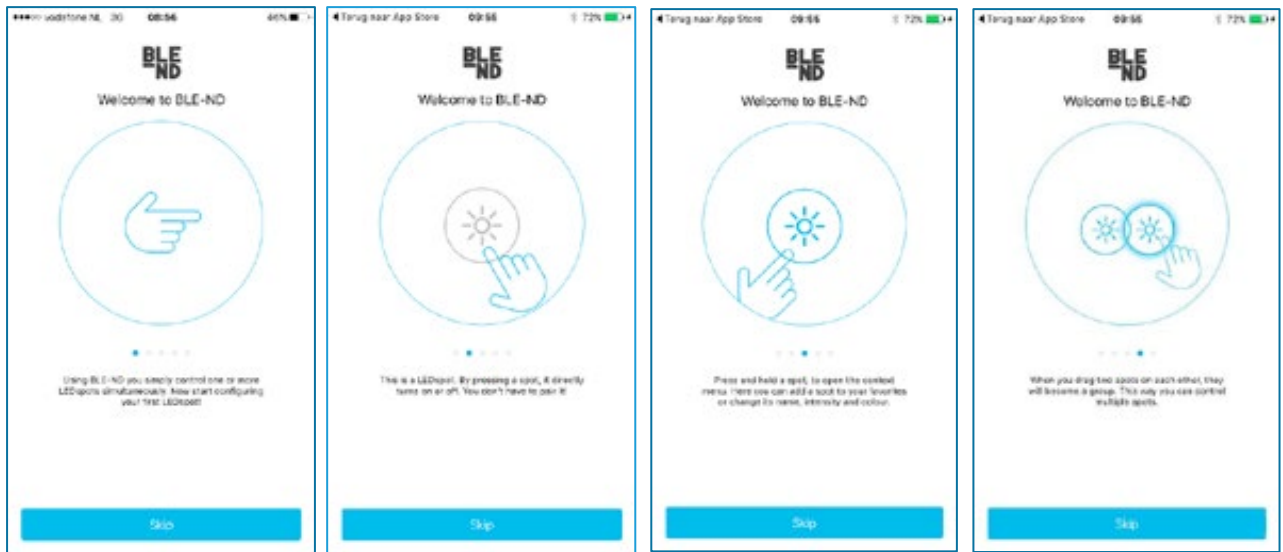 vodafone NL 3G 08:56 46%
BLE
ND
Welcome to BLE-ND
Using BLE-ND you simply control one or more
LEDspots simultaneously. Now start configuring
your first LEDspot!
Skip
Terug naar App Store 09:55 72%
BLE
ND
Welcome to BLE-ND
This is a LEDspot. By pressing a spot, it directly
turns on or off. You don't have to pair it!
Skip
Terug naar App Store 09:55 72%
BLE
ND
Welcome to BLE-ND
Press and hold a spot, to open the context
menu. Here you can add a spot to your favorites
or change its name, intensity and colour.
Skip
Terug naar App Store 09:55 72%
BLE
ND
Welcome to BLE-ND
When you drag two spots on each other, they
will become a group. This way you can control
multiple spots.
Skip